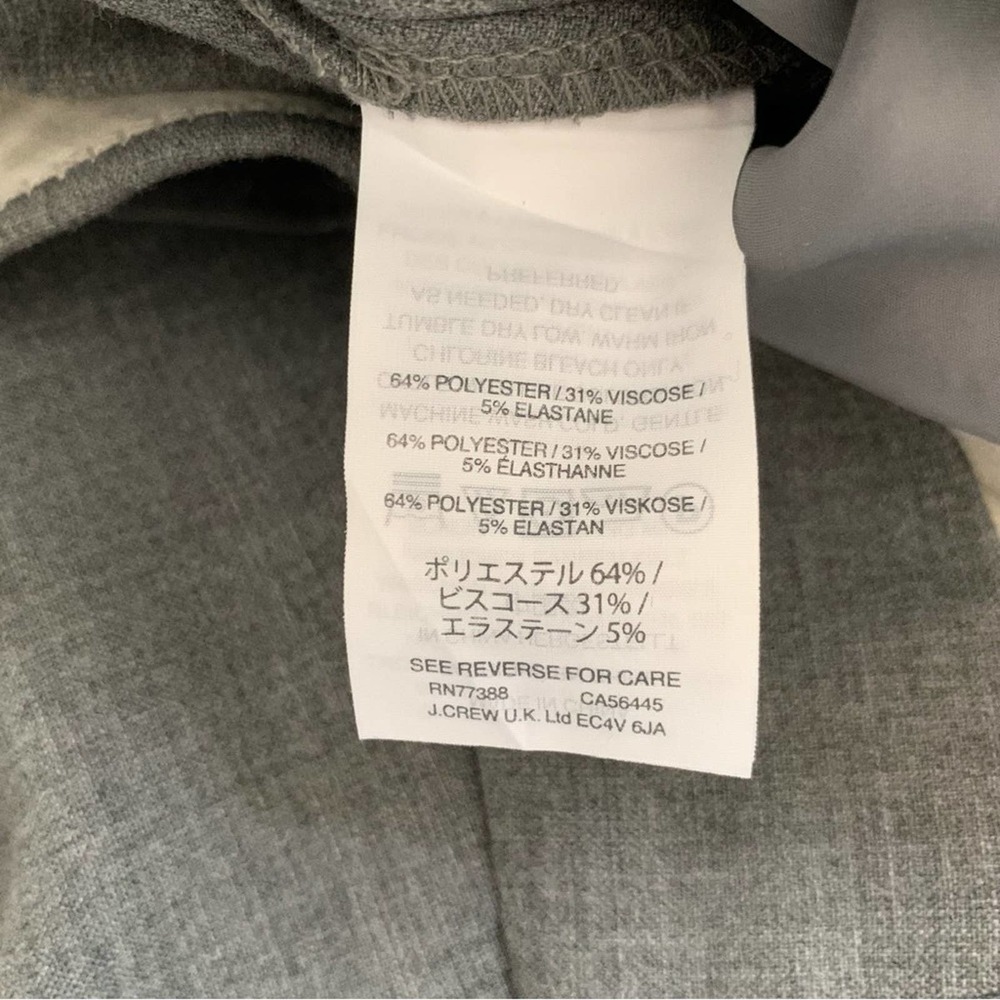 64% POLYESTER / 31% VISCOSE /
5% ELASTANE
64% POLYESTER / 31% VISCOSE /
5% ÉLASTHANNE
64% POLYESTER / 31% VISKOSE /
5% ELASTAN
ポリエステル 64% /
ビスコース 31% /
エラステーン 5%
SEE REVERSE FOR CARE
RN77388 CA56445
J.CREW U.K. Ltd EC4V 6JA